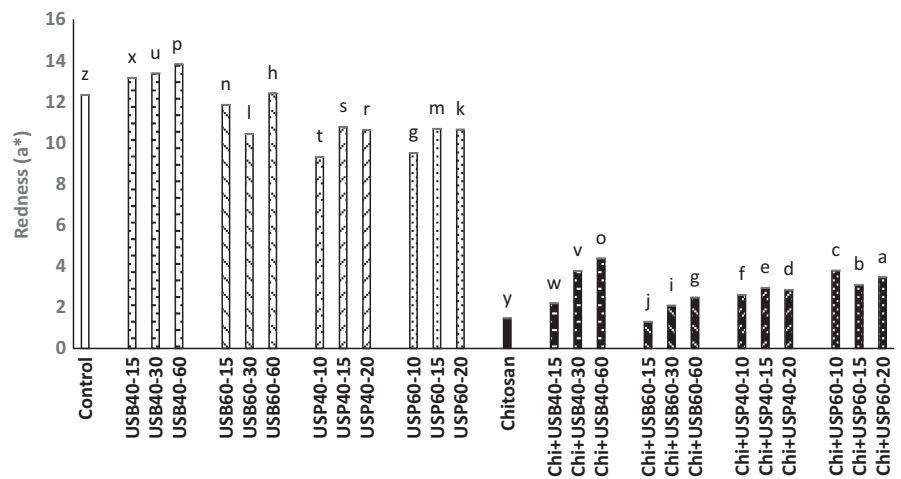 Redness (a*)
16
14
12
10
8
6
4
2
0
z
x
u
p
n
l
h
t
s
r
g
m
k
y
w
v
o
j
i
g
f
e
d
c
b
a
Control
USB40-15
USB40-30
USB40-60
USB60-15
USB60-30
USB60-60
USP40-10
USP40-15
USP40-20
USP60-10
USP60-15
USP60-20
Chitosan
Chi+USB40-15
Chi+USB40-30
Chi+USB40-60
Chi+USB60-15
Chi+USB60-30
Chi+USB60-60
Chi+USP40-10
Chi+USP40-15
Chi+USP40-20
Chi+USP60-10
Chi+USP60-15
Chi+USP60-20